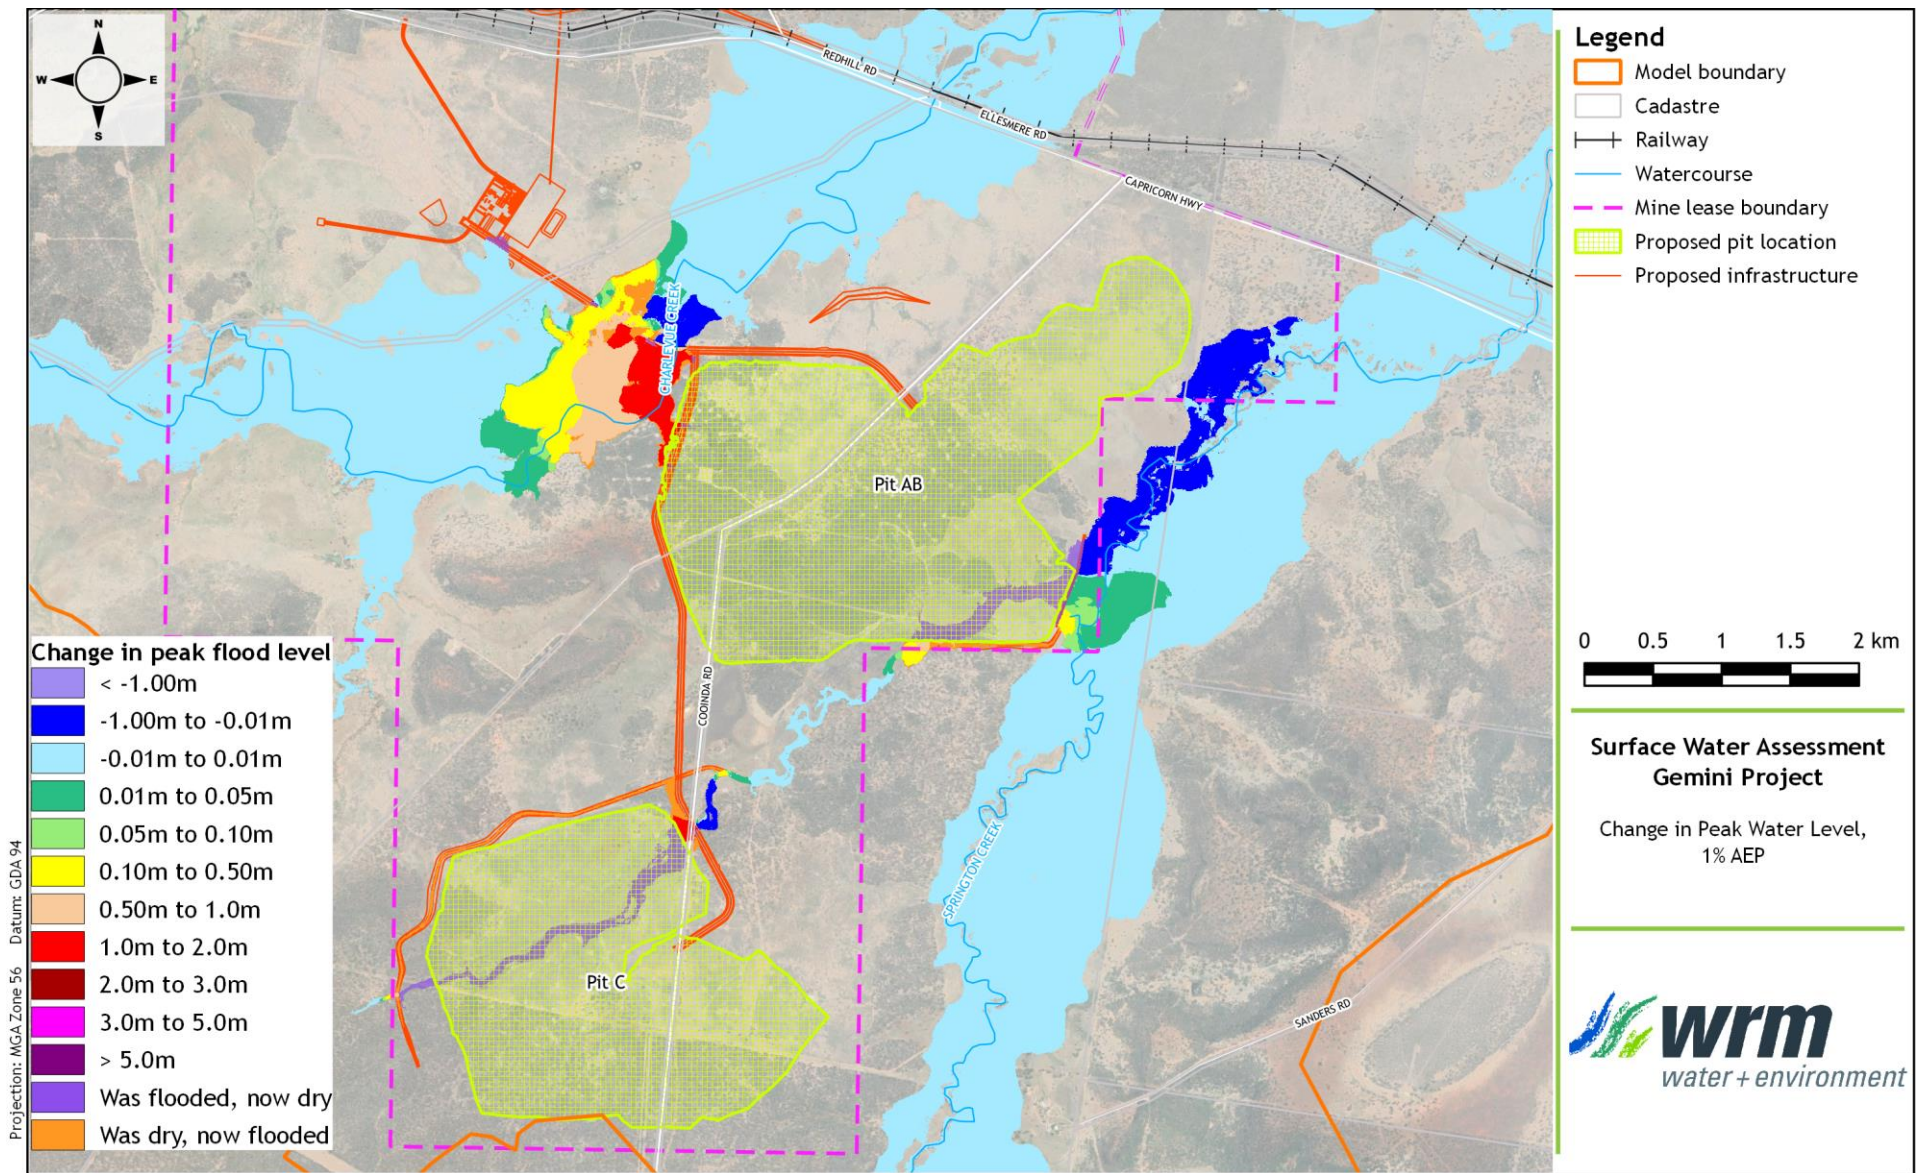 N
W
E
S
REDHILL RD
ELLESMERE RD
CAPRICORN HWY
CHARLEVUE CREEK
Pit AB
COOINDA RD
SPRINGTON CREEK
Pit C
SANDERS RD
Change in peak flood level
< -1.00m
-1.00m to -0.01m
-0.01m to 0.01m
0.01m to 0.05m
0.05m to 0.10m
0.10m to 0.50m
0.50m to 1.0m
1.0m to 2.0m
2.0m to 3.0m
3.0m to 5.0m
> 5.0m
Was flooded, now dry
Was dry, now flooded
Projection: MGA Zone 56 Datum: GDA 94
Legend
Model boundary
Cadastre
Railway
Watercourse
Mine lease boundary
Proposed pit location
Proposed infrastructure
0 0.5 1 1.5 2 km
Surface Water Assessment
Gemini Project
Change in Peak Water Level,
1% AEP
wrm
water + environment